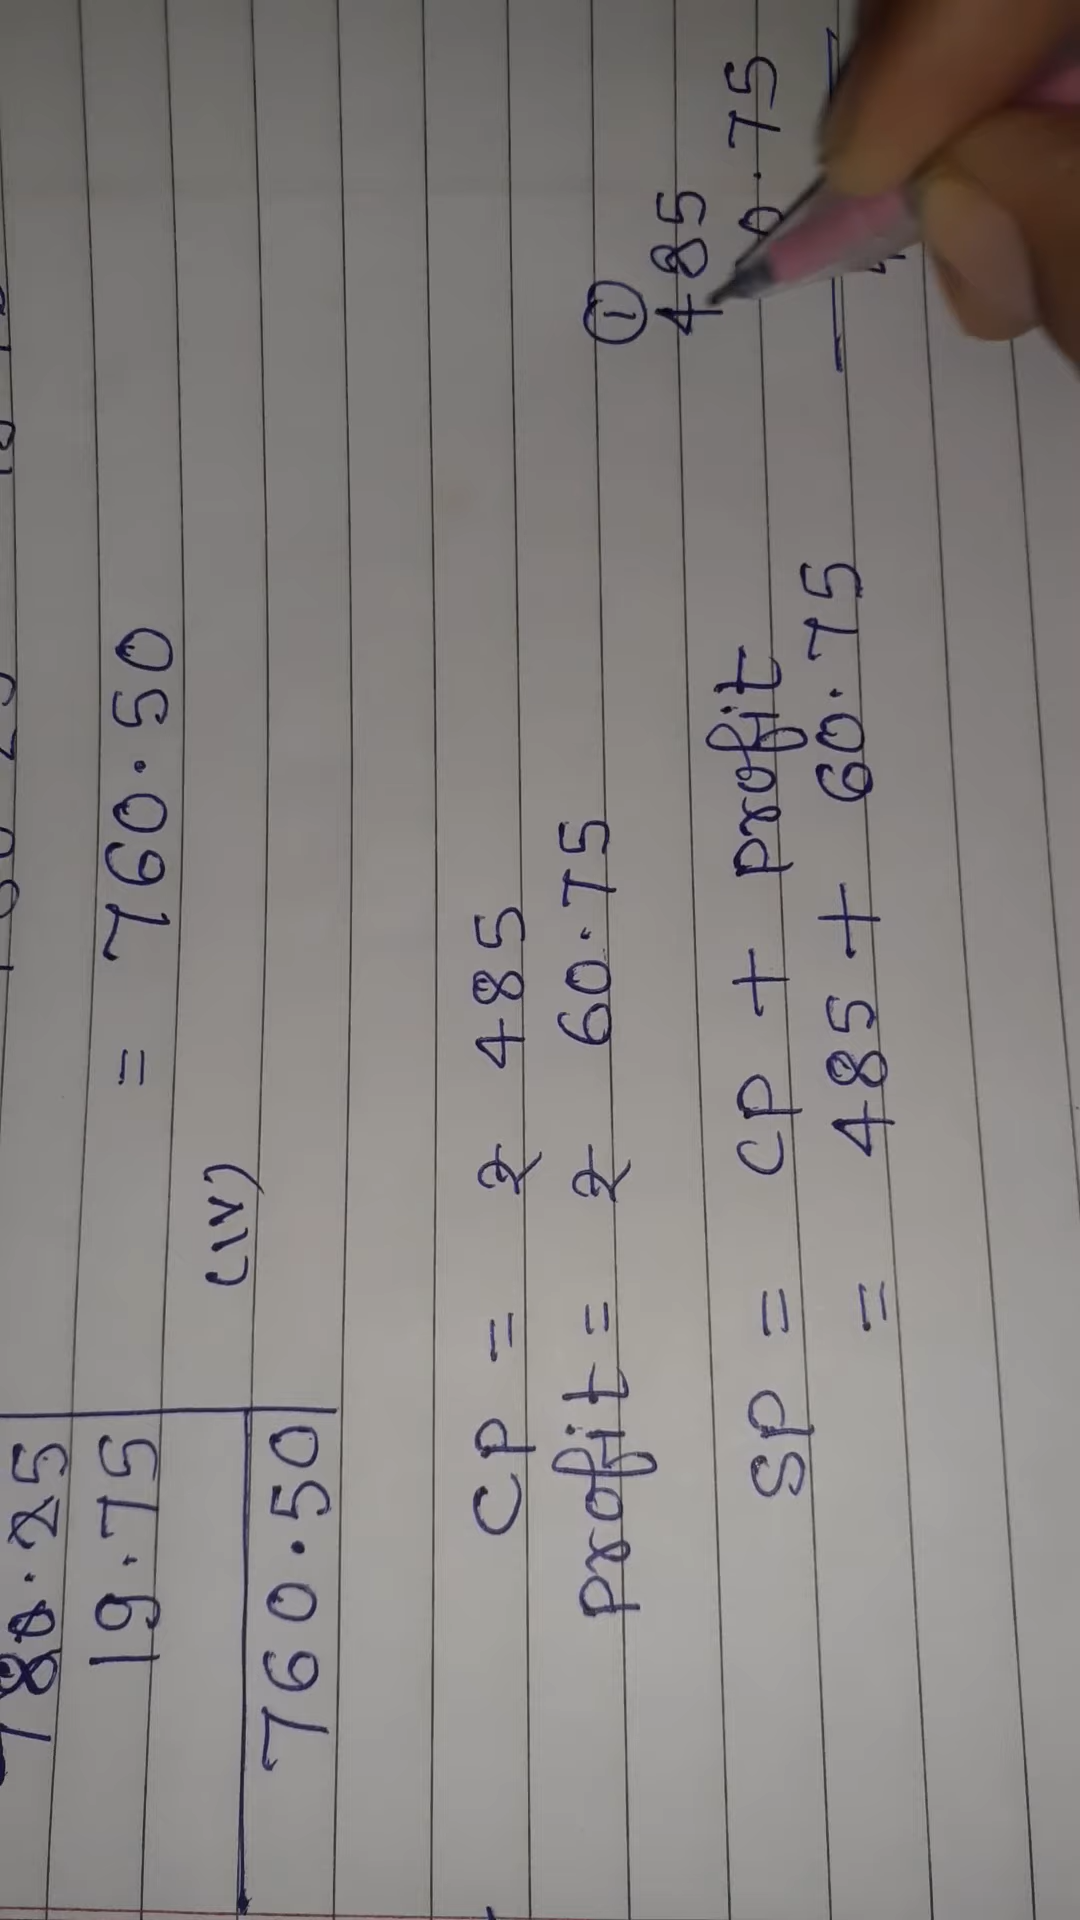 780.25
19.75
= 760.50
760.50
(IV)
CP = ₹ 485
profit = ₹ 60.75
①
485
0.75
SP = CP + profit
= 485 + 60.75